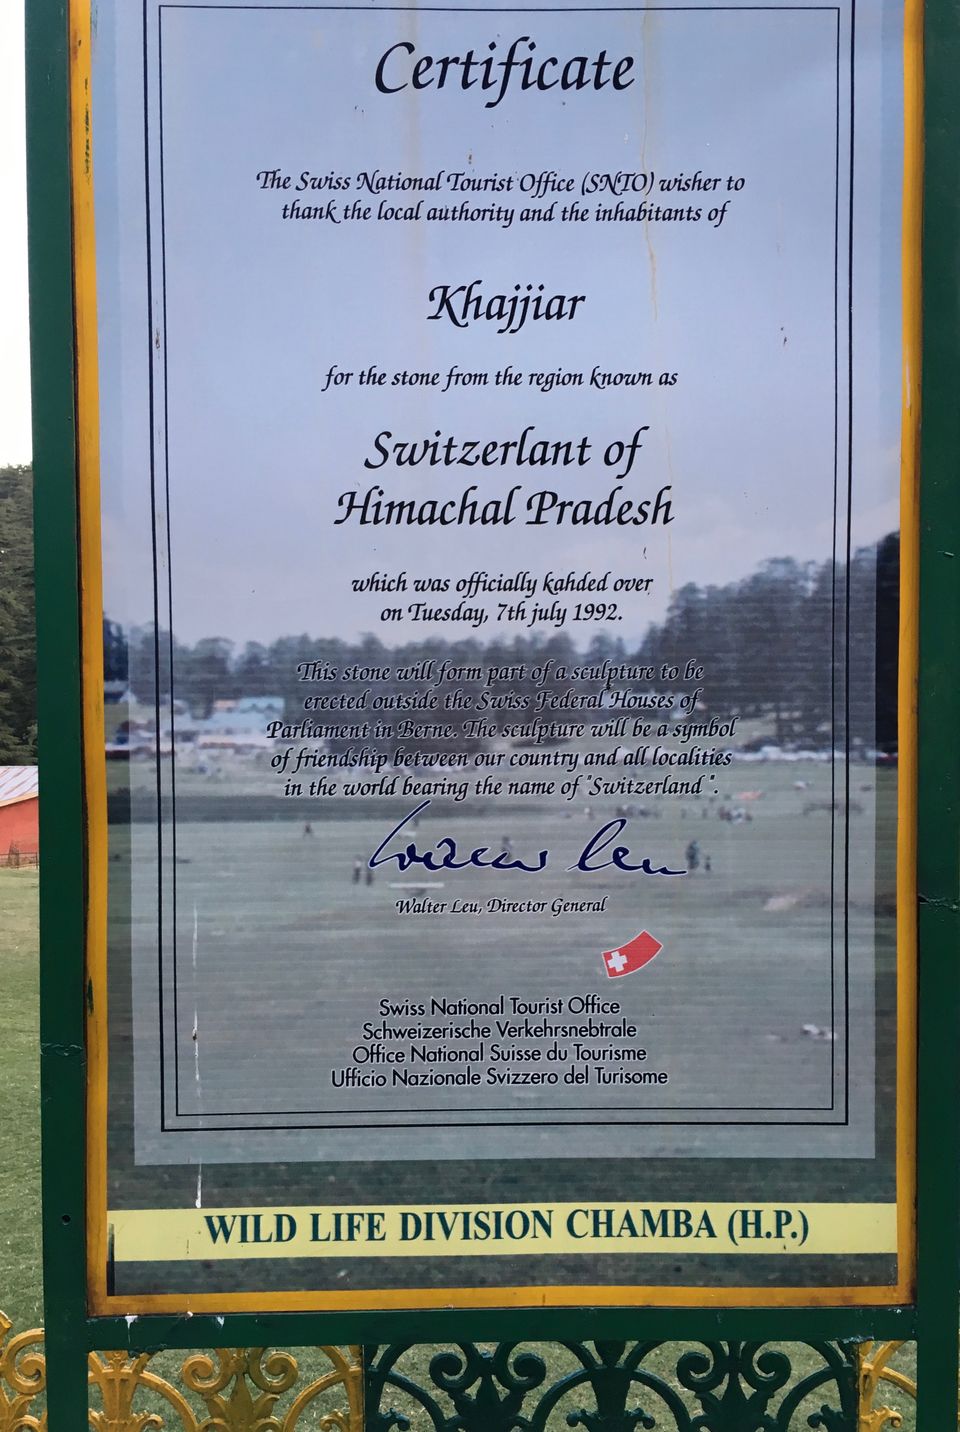 Certificate
The Swiss National Tourist Office (SNTO) wisher to
thank the local authority and the inhabitants of
Khajjiar
for the stone from the region known as
Switzerlant of
Himachal Pradesh
which was officially kahded over
on Tuesday, 7th july 1992.
This stone will form part of a sculpture to be
erected outside the Swiss Federal Houses of
Parliament in Berne. The sculpture will be a symbol
of friendship between our country and all localities
in the world bearing the name of "Switzerland".
Walter Leu, Director General
Swiss National Tourist Office
Schweizerische Verkehrsnebtrale
Office National Suisse du Tourisme
Ufficio Nazionale Svizzero del Turisome
WILD LIFE DIVISION CHAMBA (H.P.)